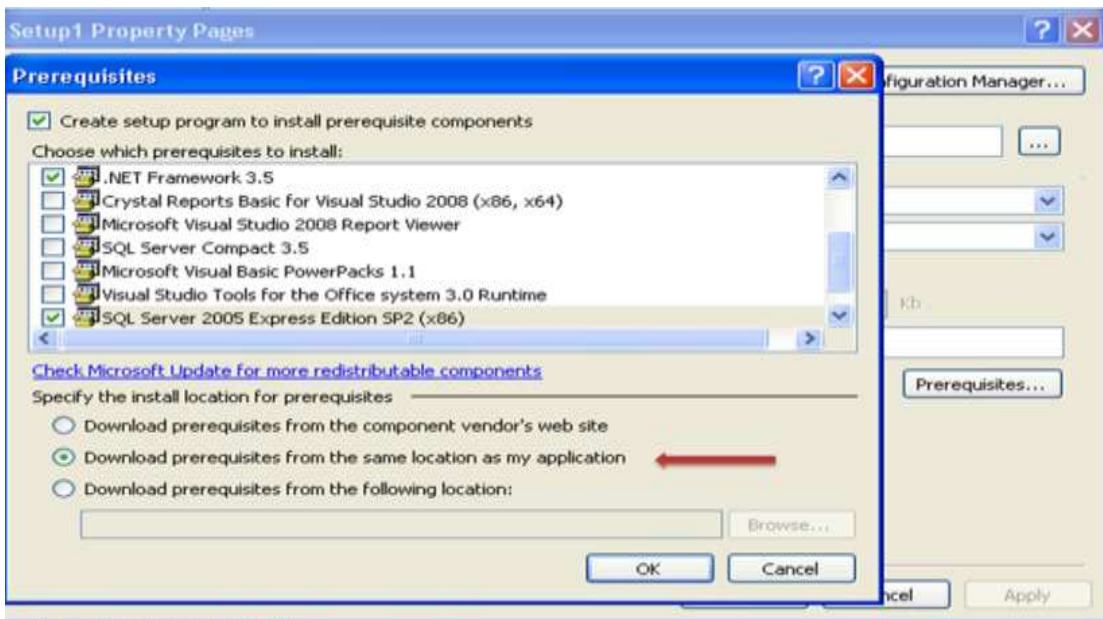 Setup1 Property Pages
Prerequisites
figuration Manager...
Create setup program to install prerequisite components
Choose which prerequisites to install:
...
.NET Framework 3.5
Crystal Reports Basic for Visual Studio 2008 (x86, x64)
Microsoft Visual Studio 2008 Report Viewer
SQL Server Compact 3.5
Microsoft Visual Basic PowerPacks 1.1
Visual Studio Tools for the Office system 3.0 Runtime
Kb
SQL Server 2005 Express Edition SP2 (x86)
Check Microsoft Update for more redistributable components
Prerequisites...
Specify the install location for prerequisites
Download prerequisites from the component vendor's web site
Download prerequisites from the same location as my application
Download prerequisites from the following location:
Browse...
OK
Cancel
ncel
Apply